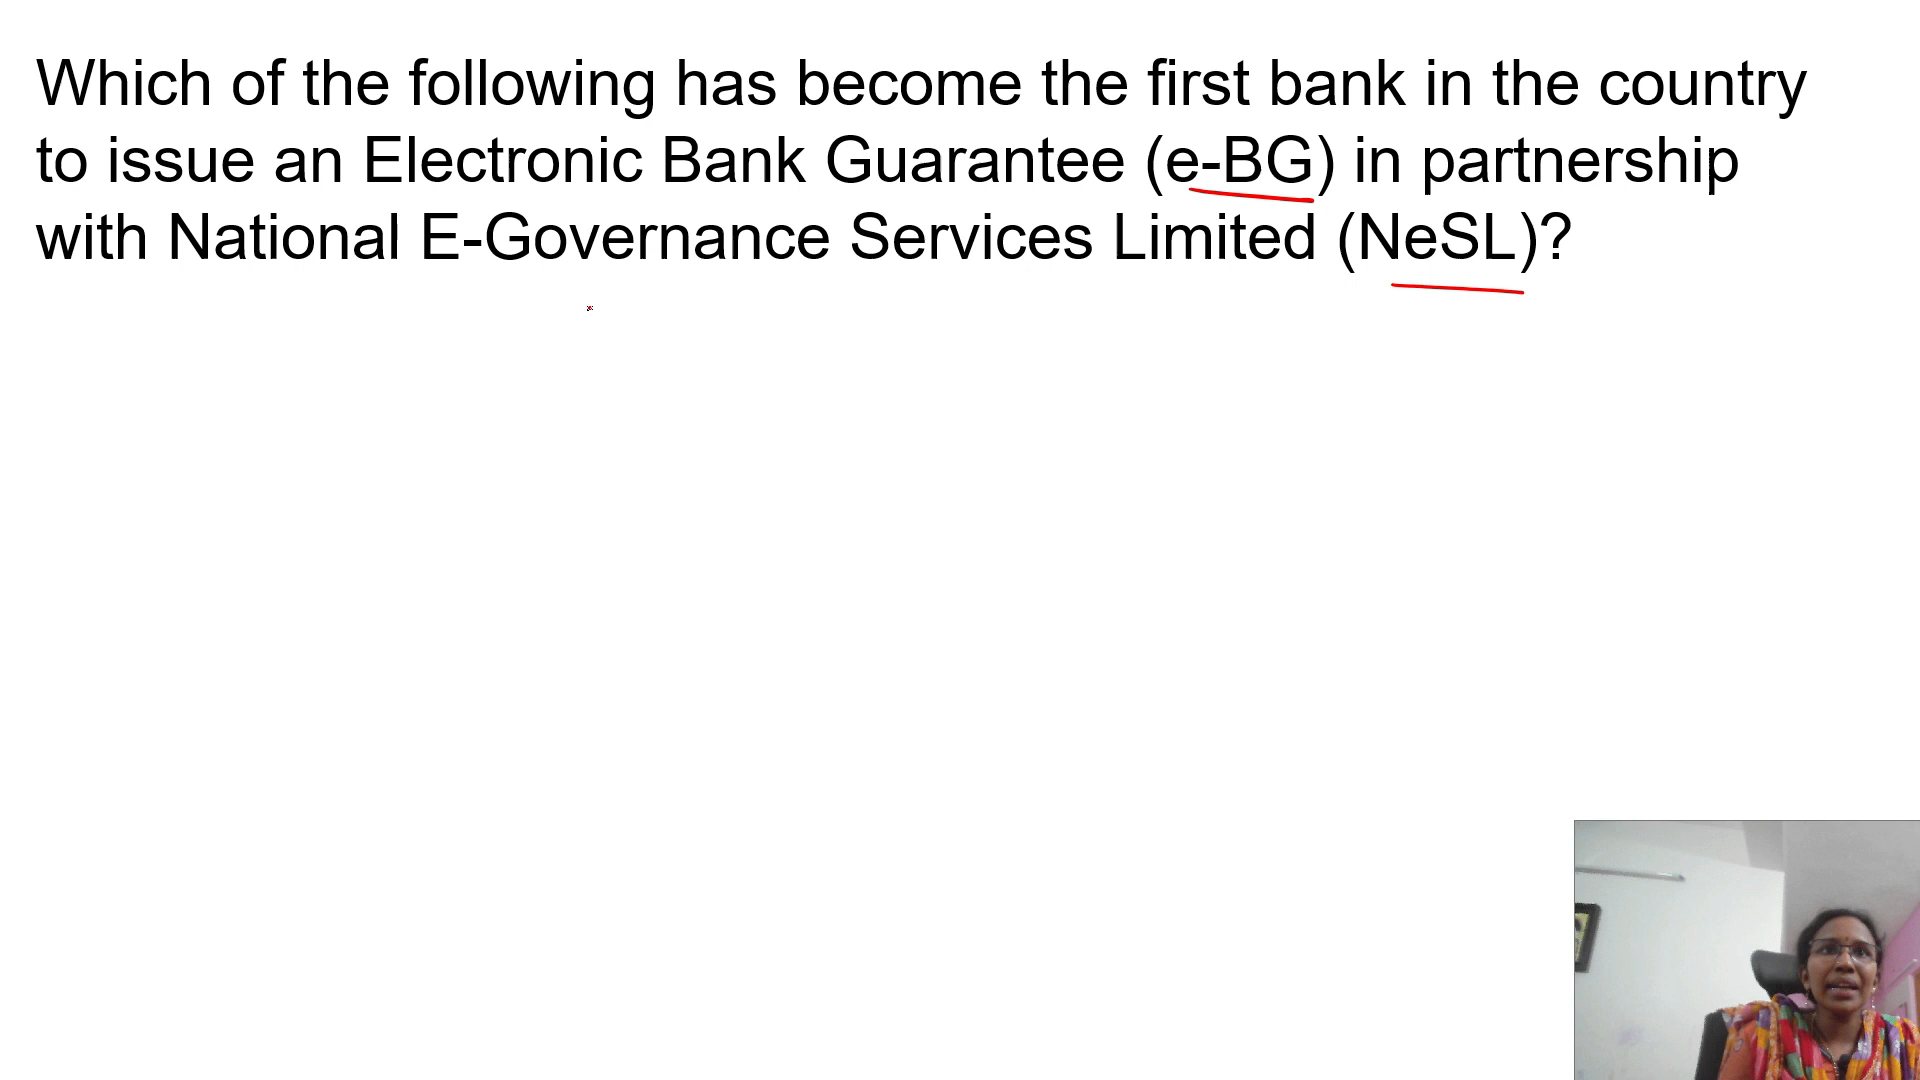 Which of the following has become the first bank in the country
to issue an Electronic Bank Guarantee (e-BG) in partnership
with National E-Governance Services Limited (NeSL)?